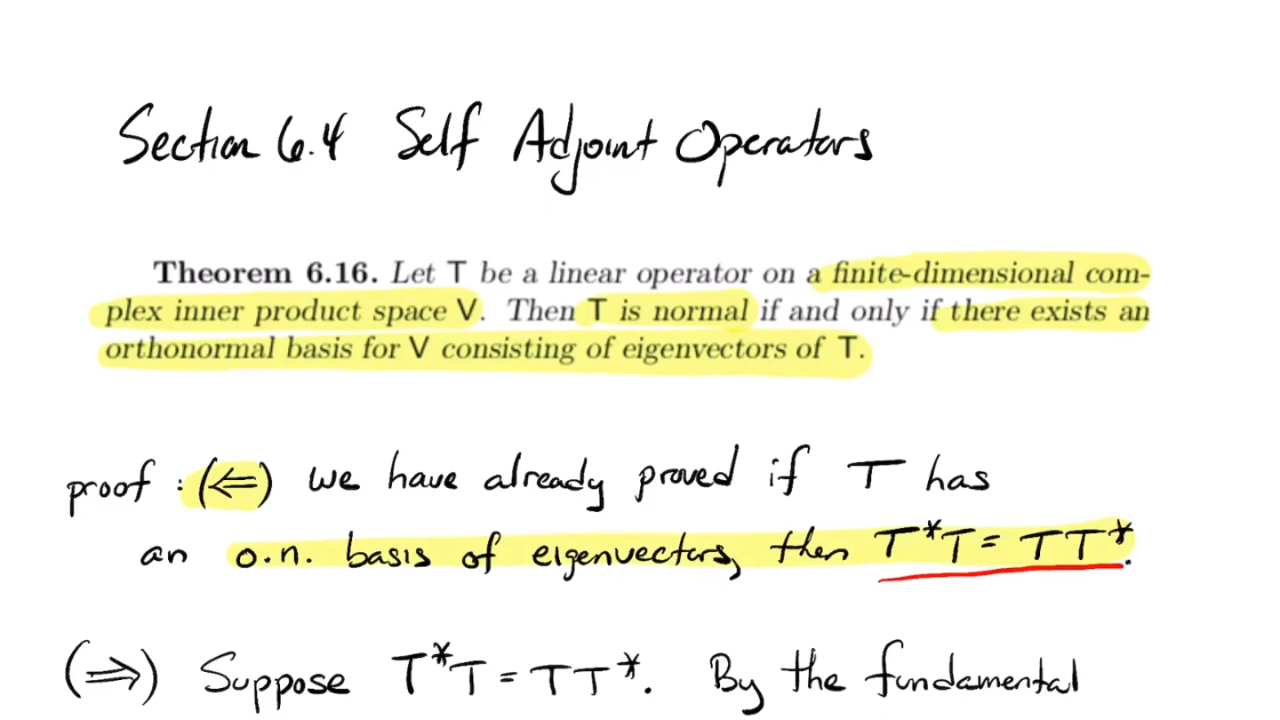 Section 6.4 Self Adjoint Operators
Theorem 6.16. Let T be a linear operator on a finite-dimensional com-
plex inner product space V. Then T is normal if and only if there exists an
orthonormal basis for V consisting of eigenvectors of T.
proof : (⇐) we have already proved if T has
an o.n. basis of eigenvectors, then T*T = TT*.
(⇒) Suppose T*T = TT*. By the fundamental